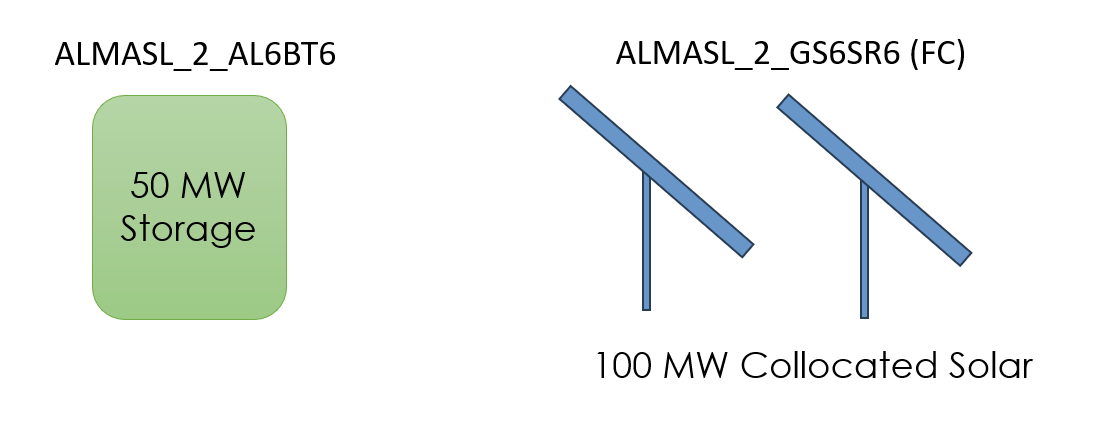 ALMASL_2_AL6BT6
ALMASL_2_GS6SR6 (FC)
50 MW
Storage
100 MW Collocated Solar